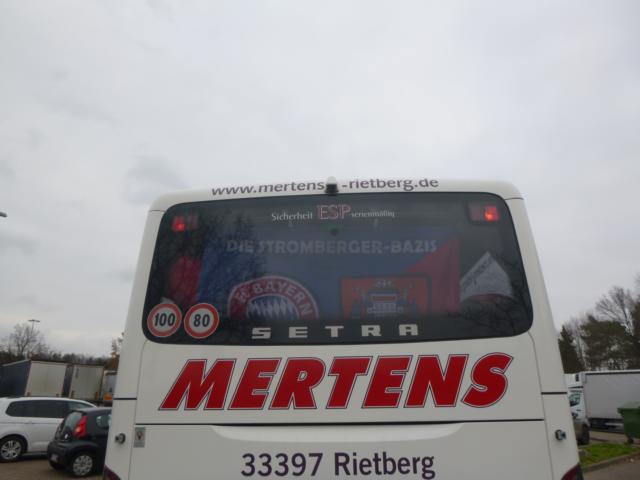 www.mertens-rietberg.de
Sicherheit ESP serienmäßig
DIE STROMBERGER-BAZIS
FC BAYERN
100 80
SETRA
MERTENS
33397 Rietberg